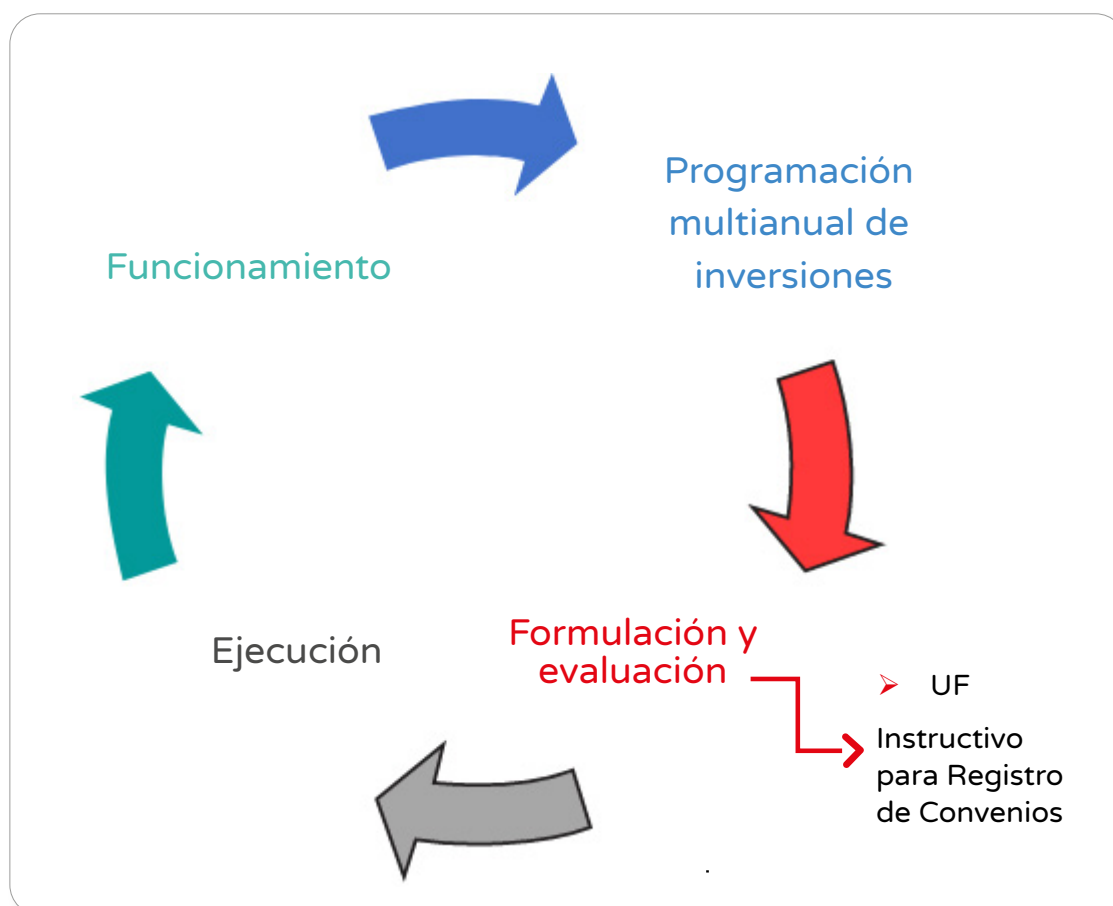 Programación
multianual de
inversiones
Funcionamiento
Ejecución
Formulación y
evaluación
➢ UF
Instructivo
para Registro
de Convenios
.